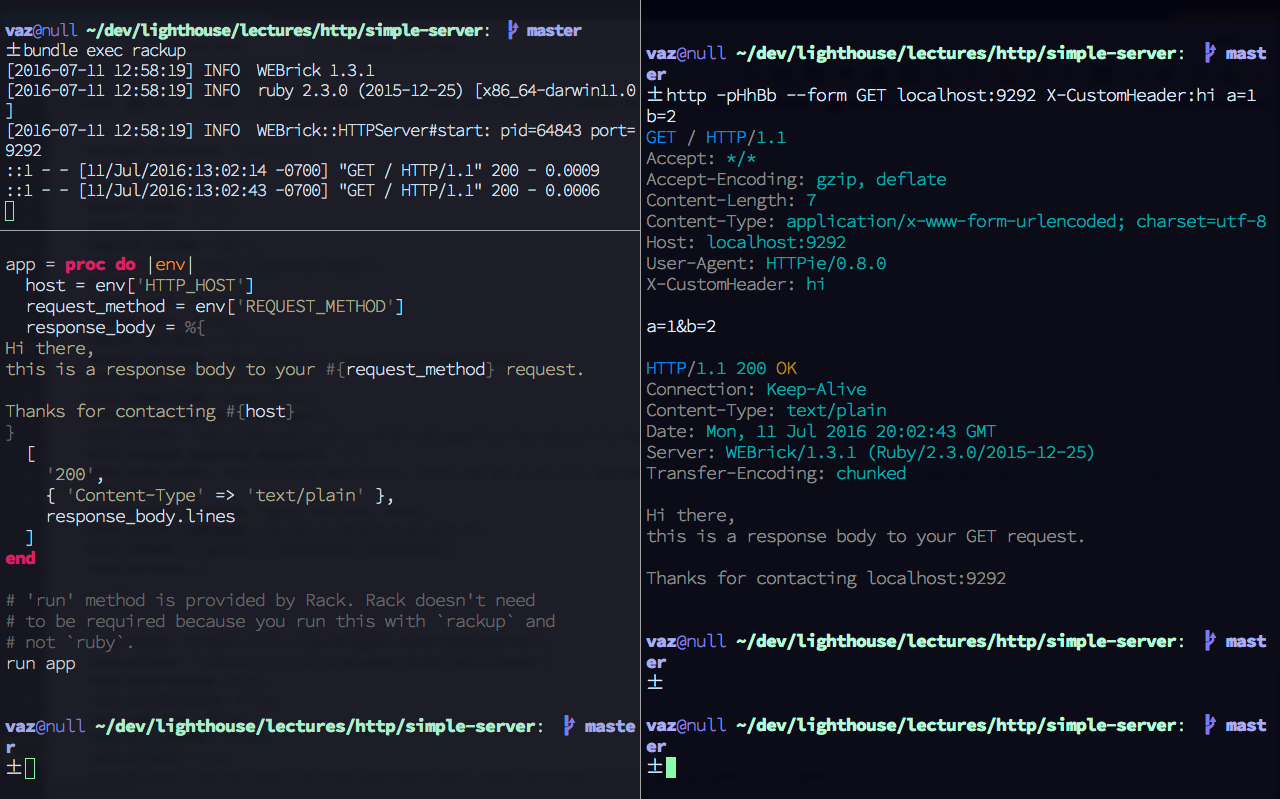 vaz@null ~/dev/lighthouse/lectures/http/simple-server: master
±bundle exec rackup
[2016-07-11 12:58:19] INFO  WEBrick 1.3.1
[2016-07-11 12:58:19] INFO  ruby 2.3.0 (2015-12-25) [x86_64-darwin11.0
]
[2016-07-11 12:58:19] INFO  WEBrick::HTTPServer#start: pid=64843 port=
9292
::1 - - [11/Jul/2016:13:02:14 -0700] "GET / HTTP/1.1" 200 - 0.0009
::1 - - [11/Jul/2016:13:02:43 -0700] "GET / HTTP/1.1" 200 - 0.0006
app = proc do |env|
  host = env['HTTP_HOST']
  request_method = env['REQUEST_METHOD']
  response_body = %{
Hi there,
this is a response body to your #{request_method} request.

Thanks for contacting #{host}
}
  [
    '200',
    { 'Content-Type' => 'text/plain' },
    response_body.lines
  ]
end

# 'run' method is provided by Rack. Rack doesn't need
# to be required because you run this with `rackup` and
# not `ruby`.
run app

vaz@null ~/dev/lighthouse/lectures/http/simple-server: maste
r
±
vaz@null ~/dev/lighthouse/lectures/http/simple-server: mast
er
±http -pHhBb --form GET localhost:9292 X-CustomHeader:hi a=1
b=2
GET / HTTP/1.1
Accept: */*
Accept-Encoding: gzip, deflate
Content-Length: 7
Content-Type: application/x-www-form-urlencoded; charset=utf-8
Host: localhost:9292
User-Agent: HTTPie/0.8.0
X-CustomHeader: hi

a=1&b=2

HTTP/1.1 200 OK
Connection: Keep-Alive
Content-Type: text/plain
Date: Mon, 11 Jul 2016 20:02:43 GMT
Server: WEBrick/1.3.1 (Ruby/2.3.0/2015-12-25)
Transfer-Encoding: chunked

Hi there,
this is a response body to your GET request.

Thanks for contacting localhost:9292

vaz@null ~/dev/lighthouse/lectures/http/simple-server: mast
er
±

vaz@null ~/dev/lighthouse/lectures/http/simple-server: mast
er
±